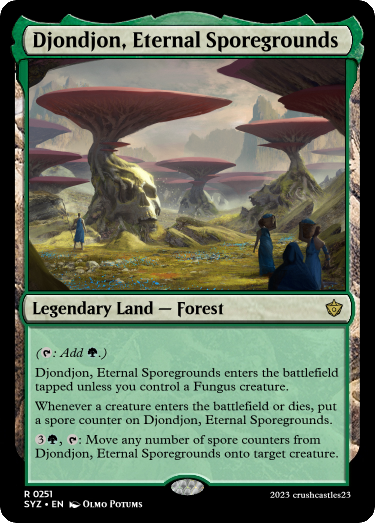 Djondjon, Eternal Sporegrounds
Legendary Land — Forest
(: Add .)
Djondjon, Eternal Sporegrounds enters the battlefield
tapped unless you control a Fungus creature.
Whenever a creature enters the battlefield or dies, put
a spore counter on Djondjon, Eternal Sporegrounds.
3, : Move any number of spore counters from
Djondjon, Eternal Sporegrounds onto target creature.
R 0251
SYZ • EN Olmo Potums
2023 crushcastles23